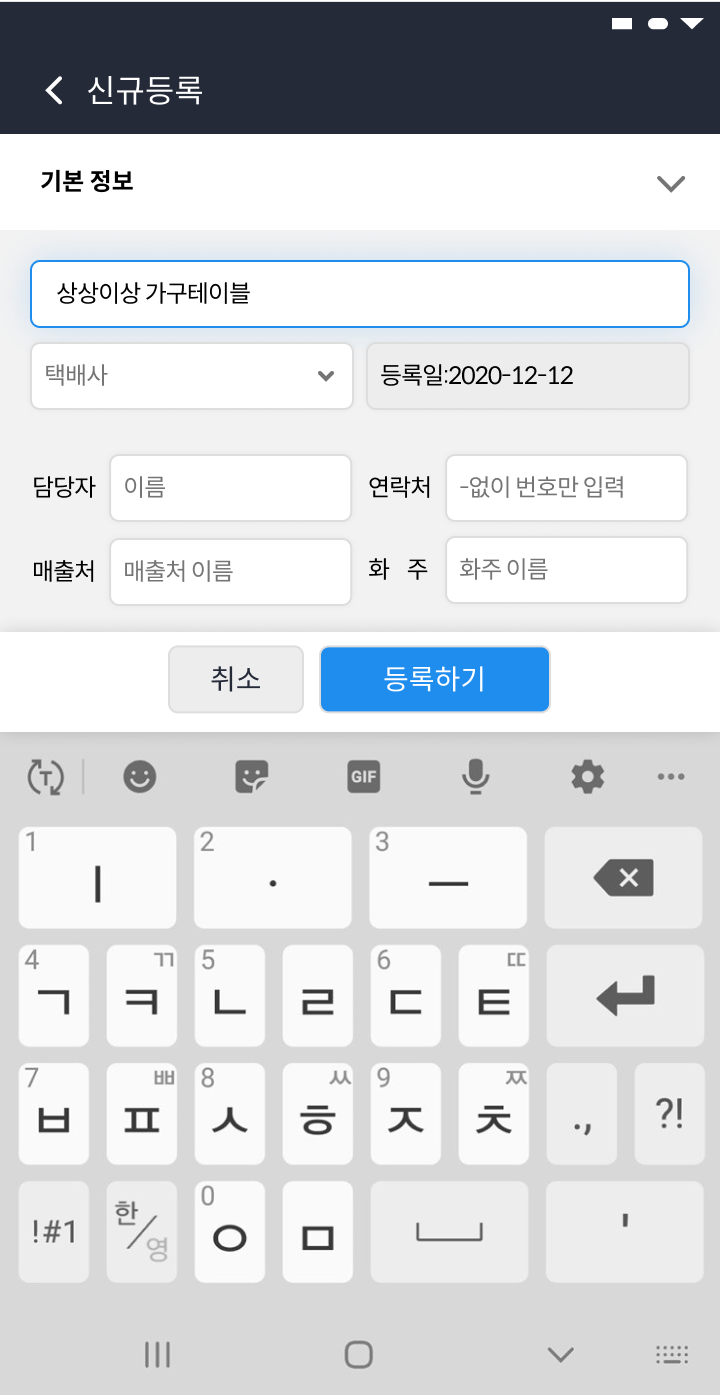 신규등록
기본 정보
상상이상 가구테이블
택배사
등록일:2020-12-12
담당자 이름 연락처 -없이 번호만 입력
매출처 매출처 이름 화 주 화주 이름
취소 등록하기
T GIF
1 ㅣ 2 · 3 ㅡ
4 ㄱ ㄲ ㅋ 5 ㄴ ㄹ 6 ㄷ ㄸ ㅌ
7 ㅂ ㅃ ㅍ 8 ㅅ ㅆ ㅎ 9 ㅈ ㅉ ㅊ ., ?!
!#1 한/영 0 ㅇ ㅁ '